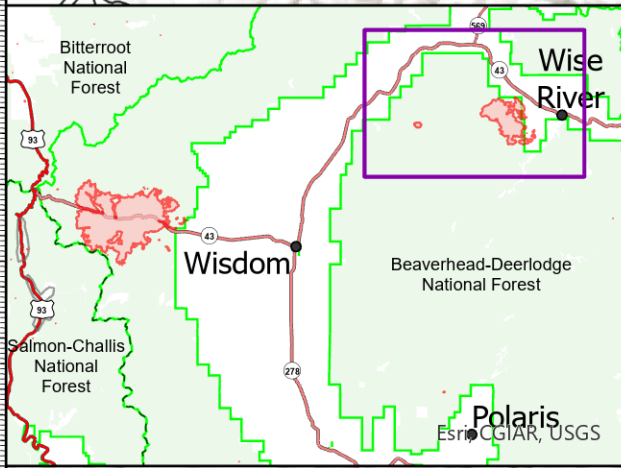 569
Bitterroot
National
Forest
Wise
River
43
93
43
Wisdom
Beaverhead-Deerlodge
National Forest
93
Salmon-Challis
National
Forest
278
Polaris
Esri, CGIAR, USGS